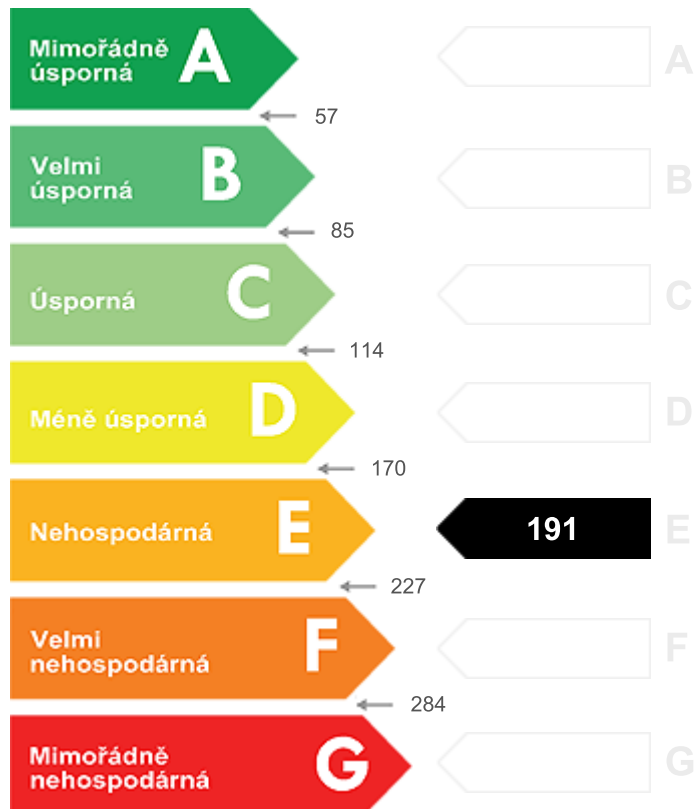 Mimořádně
úsporná
A
A
57
Velmi
úsporná
B
B
85
Úsporná
C
C
114
Méně úsporná
D
D
170
Nehospodárná
E
191
E
227
Velmi
nehospodárná
F
F
284
Mimořádně
nehospodárná
G
G